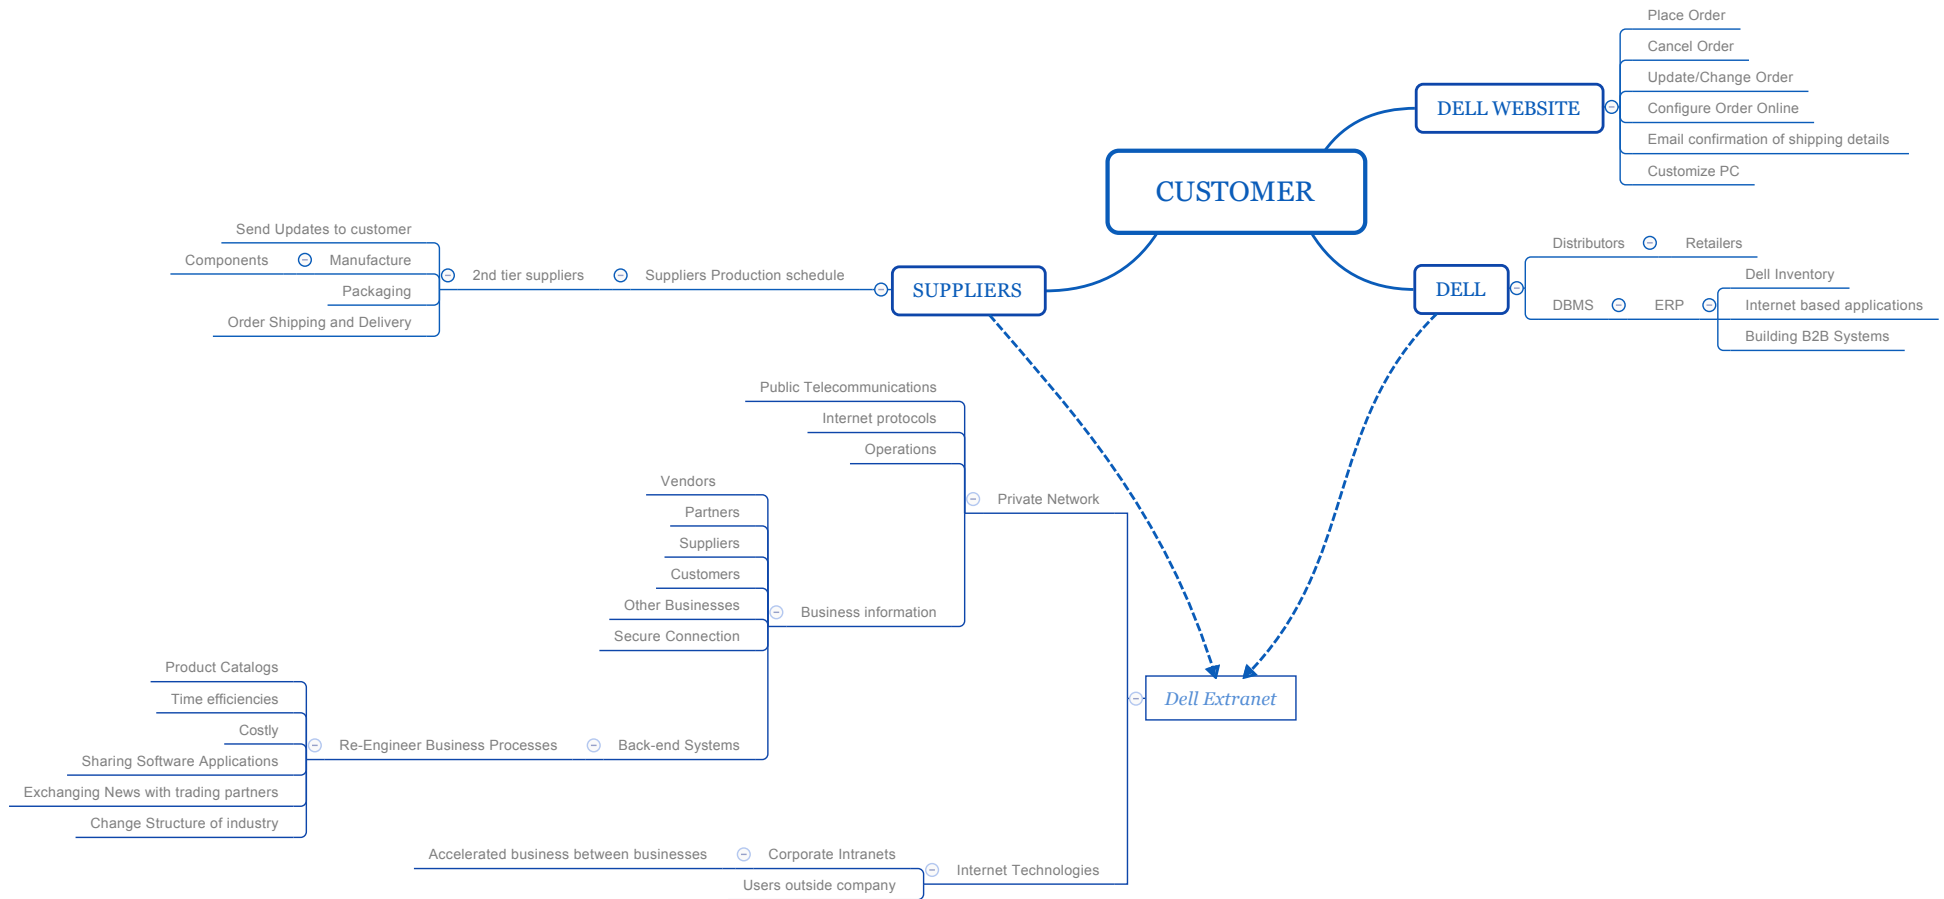 Place Order
Cancel Order
Update/Change Order
DELL WEBSITE
Configure Order Online
Email confirmation of shipping details
Customize PC
CUSTOMER
Send Updates to customer
Components
Manufacture
2nd tier suppliers
Suppliers Production schedule
SUPPLIERS
Packaging
Order Shipping and Delivery
DELL
Distributors
Retailers
Dell Inventory
DBMS
ERP
Internet based applications
Building B2B Systems
Public Telecommunications
Internet protocols
Operations
Private Network
Vendors
Partners
Suppliers
Customers
Other Businesses
Business information
Secure Connection
Dell Extranet
Product Catalogs
Time efficiencies
Costly
Re-Engineer Business Processes
Back-end Systems
Sharing Software Applications
Exchanging News with trading partners
Change Structure of industry
Accelerated business between businesses
Corporate Intranets
Internet Technologies
Users outside company